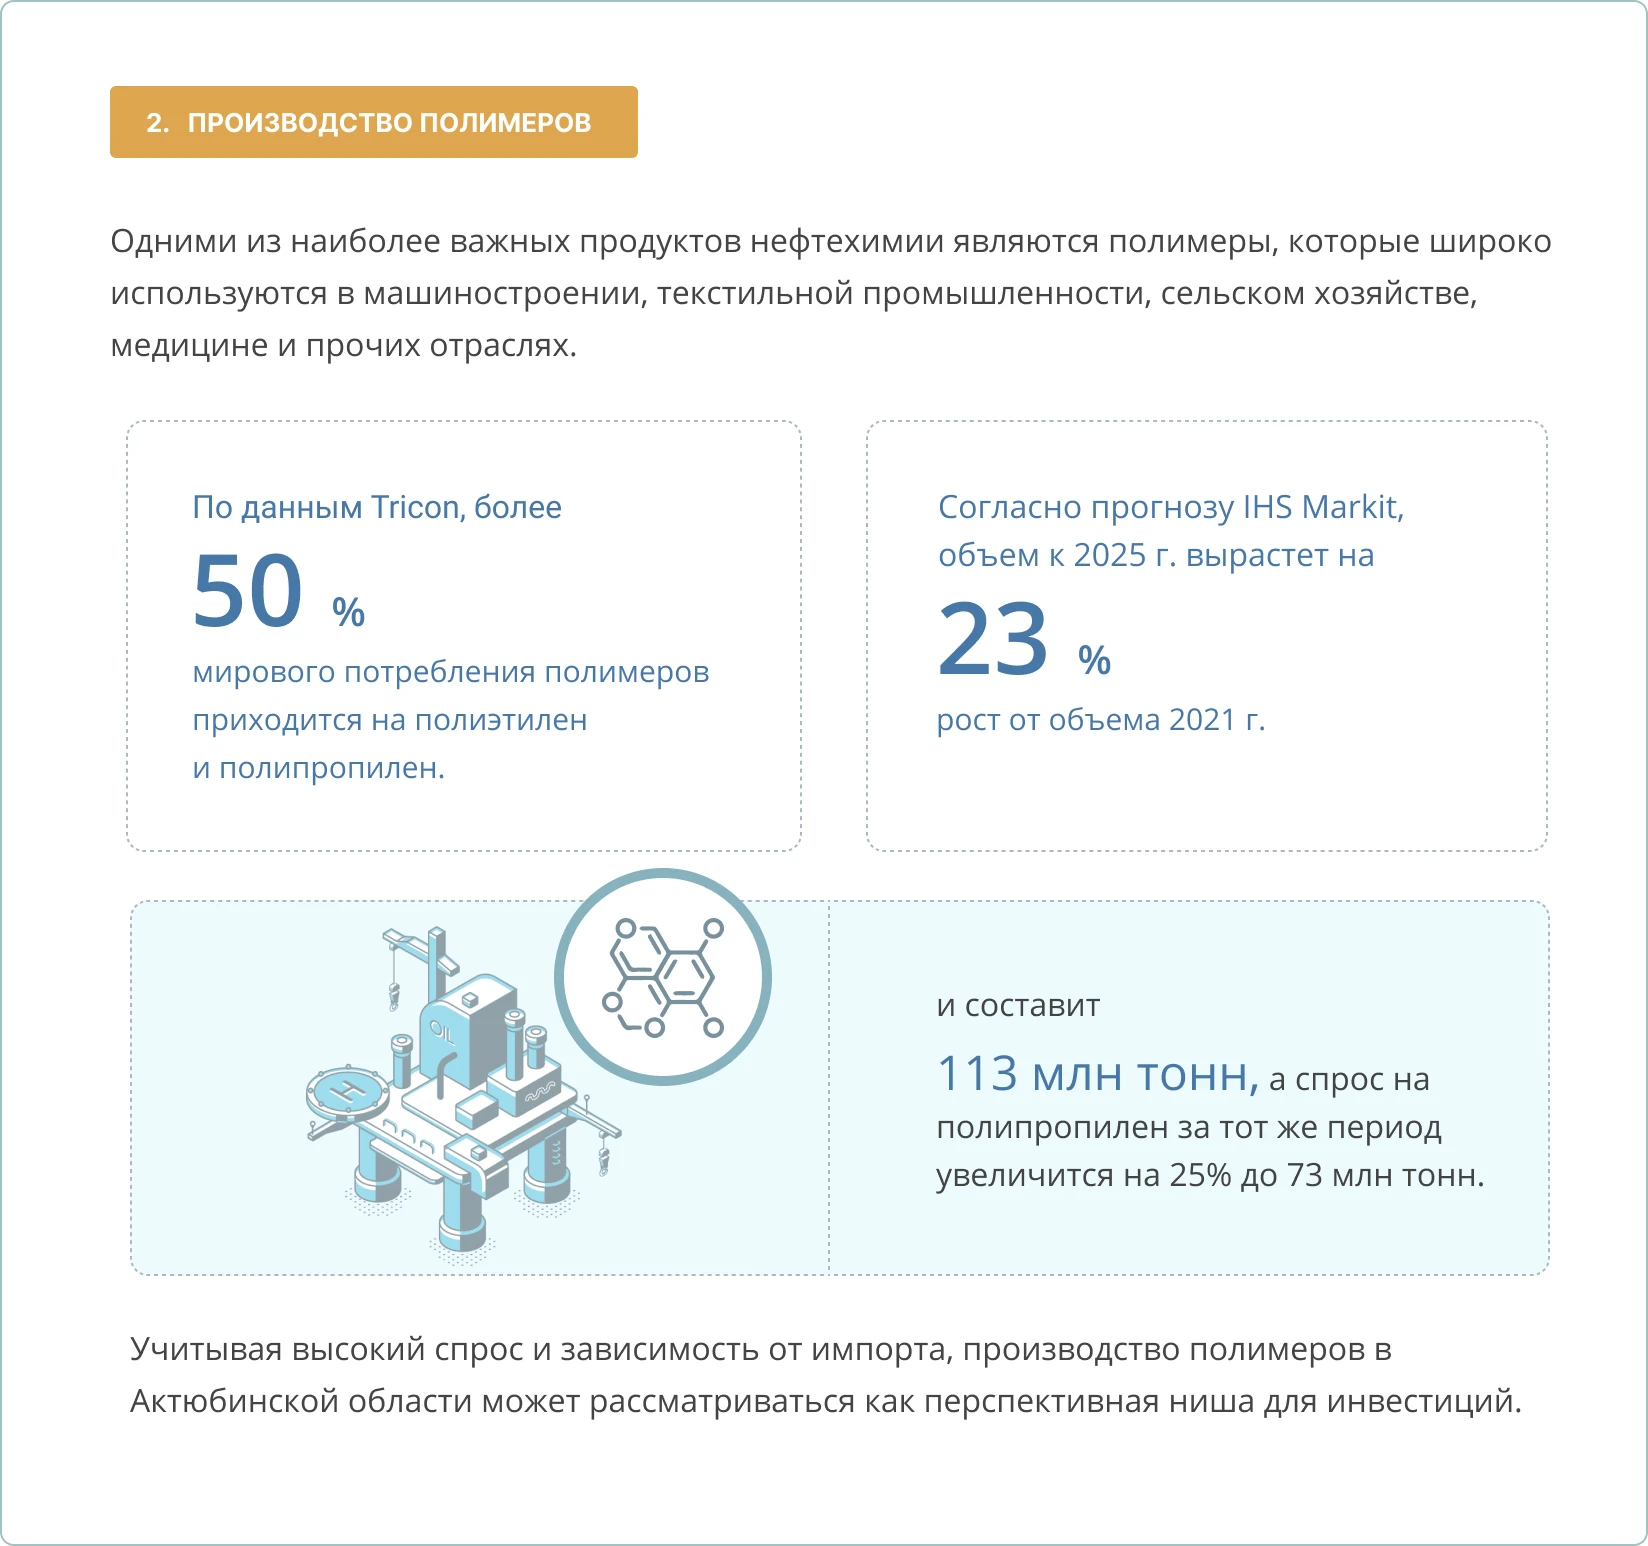 2. ПРОИЗВОДСТВО ПОЛИМЕРОВ
Одними из наиболее важных продуктов нефтехимии являются полимеры, которые широко
используются в машиностроении, текстильной промышленности, сельском хозяйстве,
медицине и прочих отраслях.
По данным Tricon, более
50 %
мирового потребления полимеров
приходится на полиэтилен
и полипропилен.
Согласно прогнозу IHS Markit,
объем к 2025 г. вырастет на
23 %
рост от объема 2021 г.
OIL
H
и составит
113 млн тонн, а спрос на
полипропилен за тот же период
увеличится на 25% до 73 млн тонн.
Учитывая высокий спрос и зависимость от импорта, производство полимеров в
Актюбинской области может рассматриваться как перспективная ниша для инвестиций.